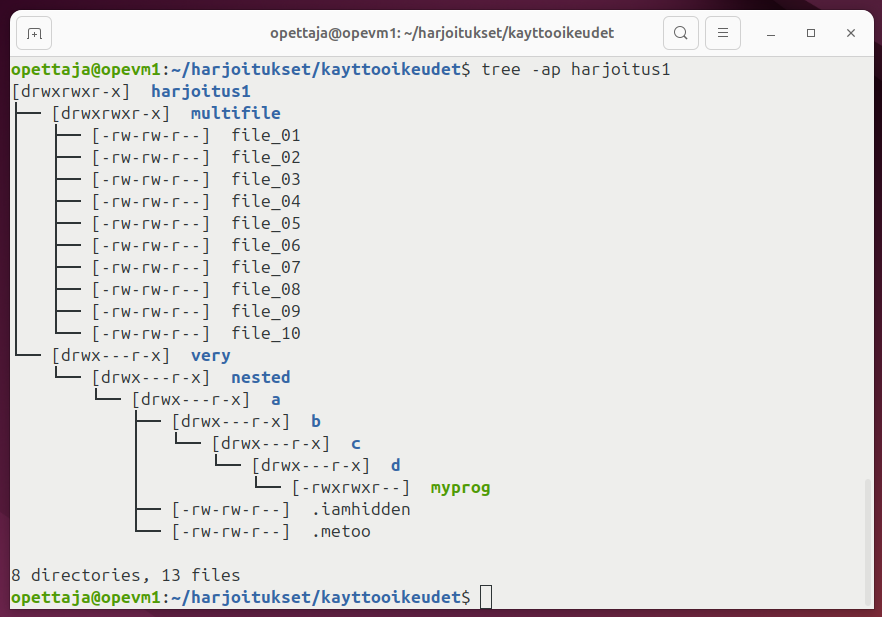 opettaja@opevm1: ~/harjoitukset/kayttooikeudet
opettaja@opevm1:~/harjoitukset/kayttooikeudet$ tree -ap harjoitus1
[drwxrwxr-x]  harjoitus1
├── [drwxrwxr-x]  multifile
│   ├── [-rw-rw-r--]  file_01
│   ├── [-rw-rw-r--]  file_02
│   ├── [-rw-rw-r--]  file_03
│   ├── [-rw-rw-r--]  file_04
│   ├── [-rw-rw-r--]  file_05
│   ├── [-rw-rw-r--]  file_06
│   ├── [-rw-rw-r--]  file_07
│   ├── [-rw-rw-r--]  file_08
│   ├── [-rw-rw-r--]  file_09
│   └── [-rw-rw-r--]  file_10
└── [drwx---r-x]  very
    └── [drwx---r-x]  nested
        └── [drwx---r-x]  a
            ├── [drwx---r-x]  b
            │   └── [drwx---r-x]  c
            │       └── [drwx---r-x]  d
            │           └── [-rwxrwxr--]  myprog
            ├── [-rw-rw-r--]  .iamhidden
            └── [-rw-rw-r--]  .metoo
8 directories, 13 files
opettaja@opevm1:~/harjoitukset/kayttooikeudet$